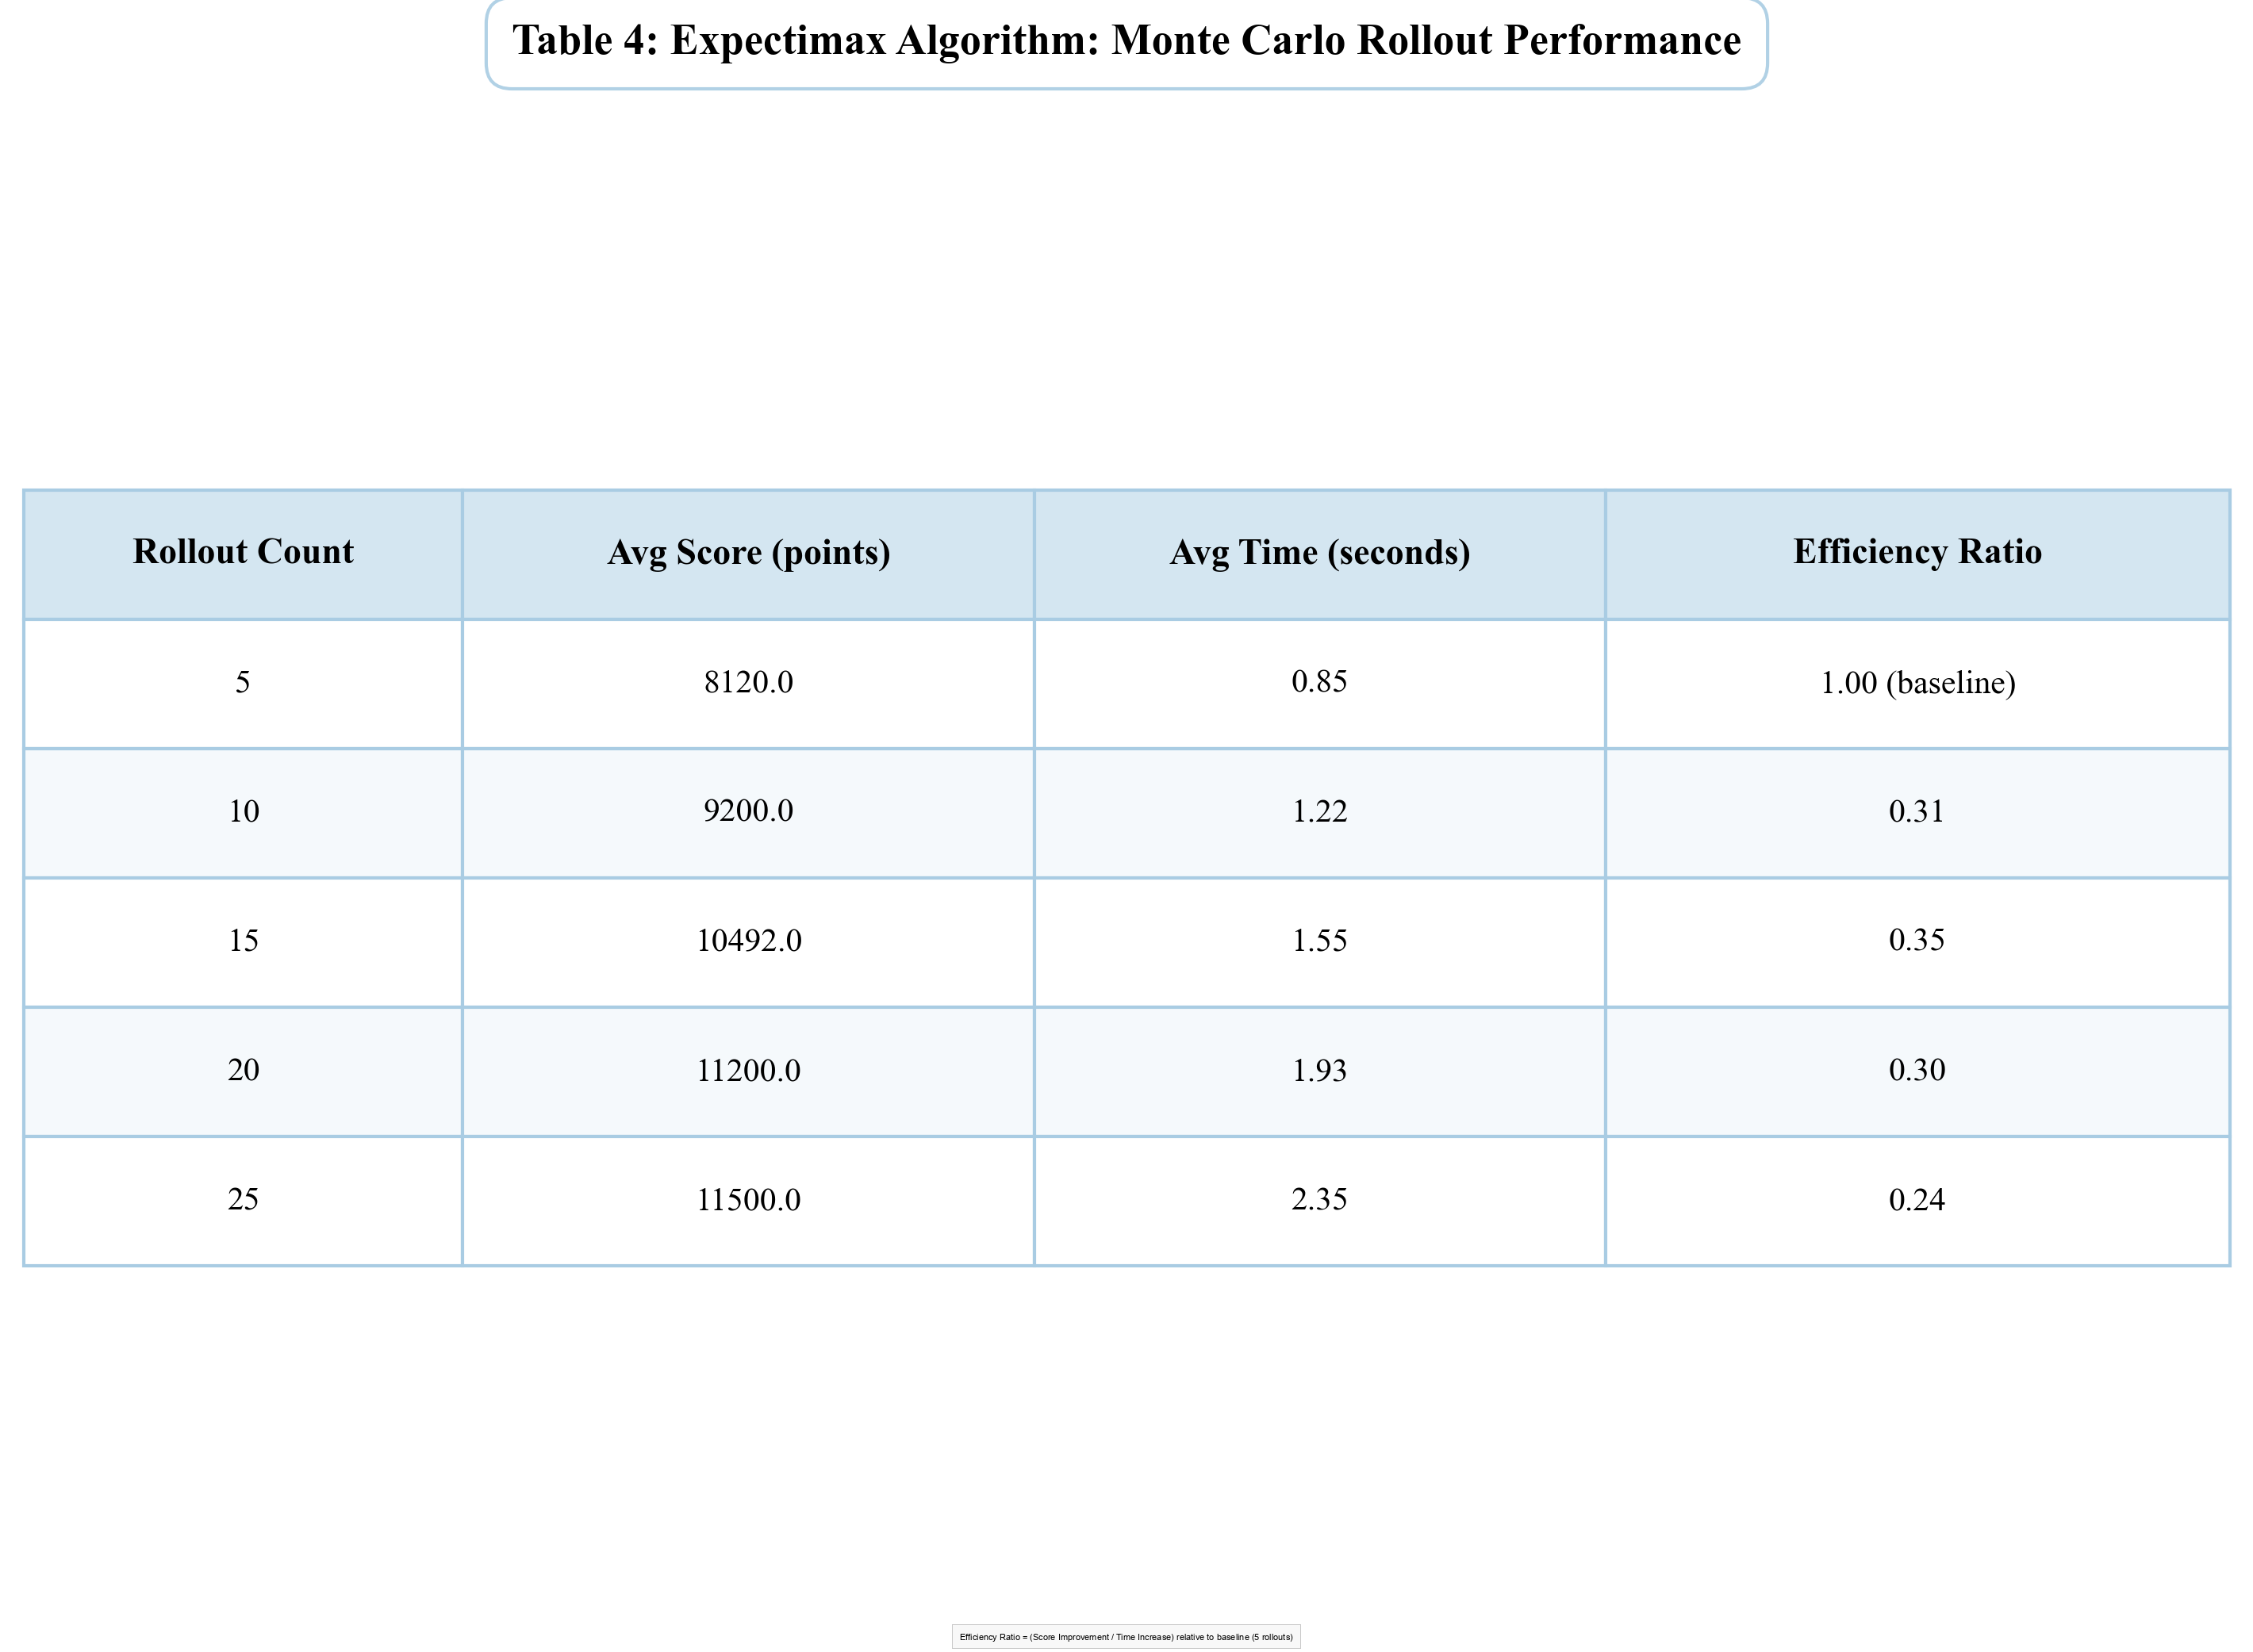 Table 4: Expectimax Algorithm: Monte Carlo Rollout Performance
Rollout Count Avg Score (points) Avg Time (seconds) Efficiency Ratio
5 8120.0 0.85 1.00 (baseline)
10 9200.0 1.22 0.31
15 10492.0 1.55 0.35
20 11200.0 1.93 0.30
25 11500.0 2.35 0.24
Efficiency Ratio = (Score Improvement / Time Increase) relative to baseline (5 rollouts)